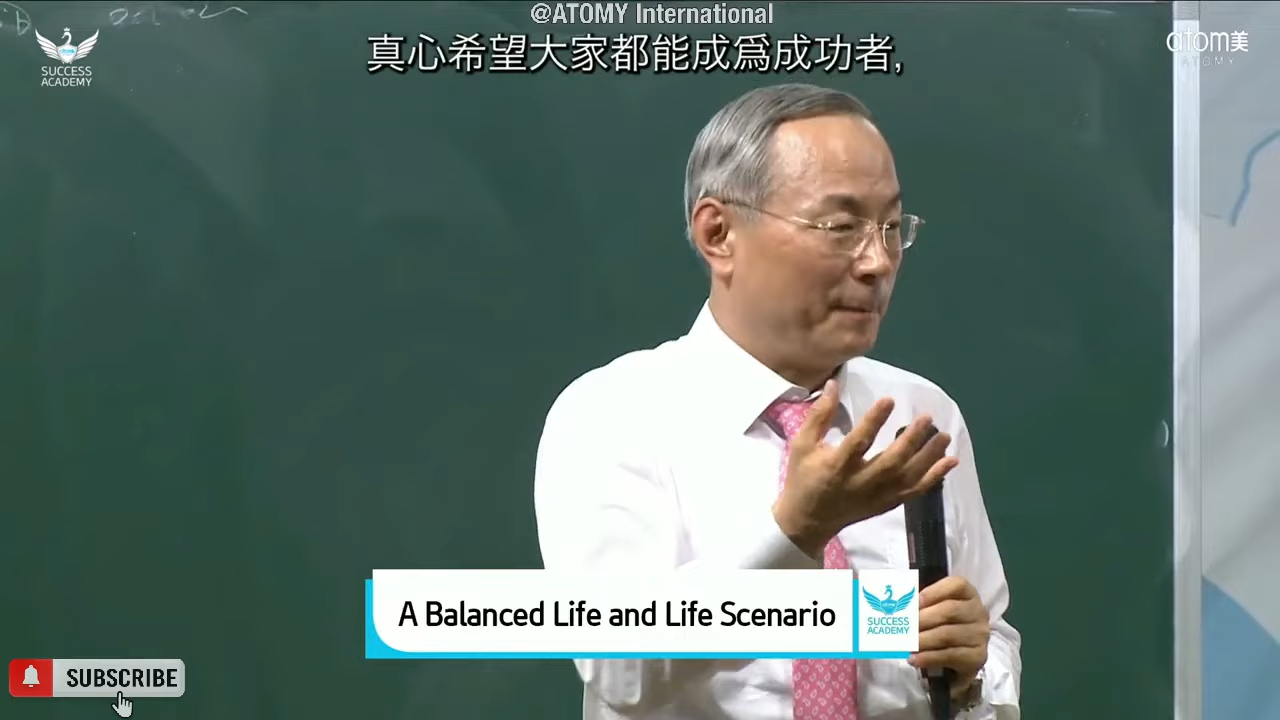 @ATOMY International
真心希望大家都能成爲成功者,
SUCCESS
ACADEMY
atom美
ATOMY
A Balanced Life and Life Scenario
SUCCESS
ACADEMY
SUBSCRIBE